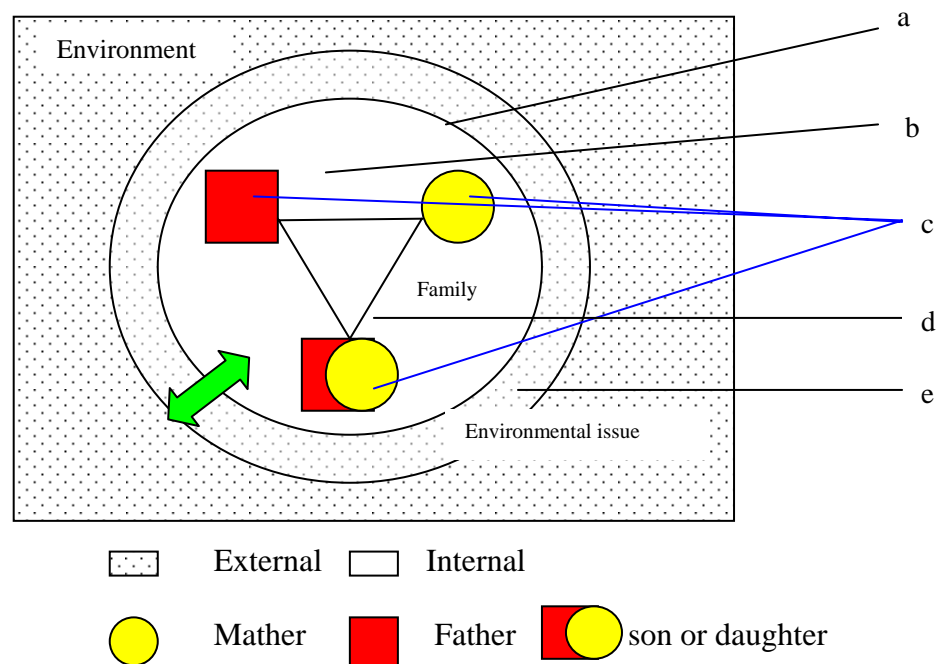 a
Environment
b
c
Family
d
e
Environmental issue
External Internal
Mather Father son or daughter